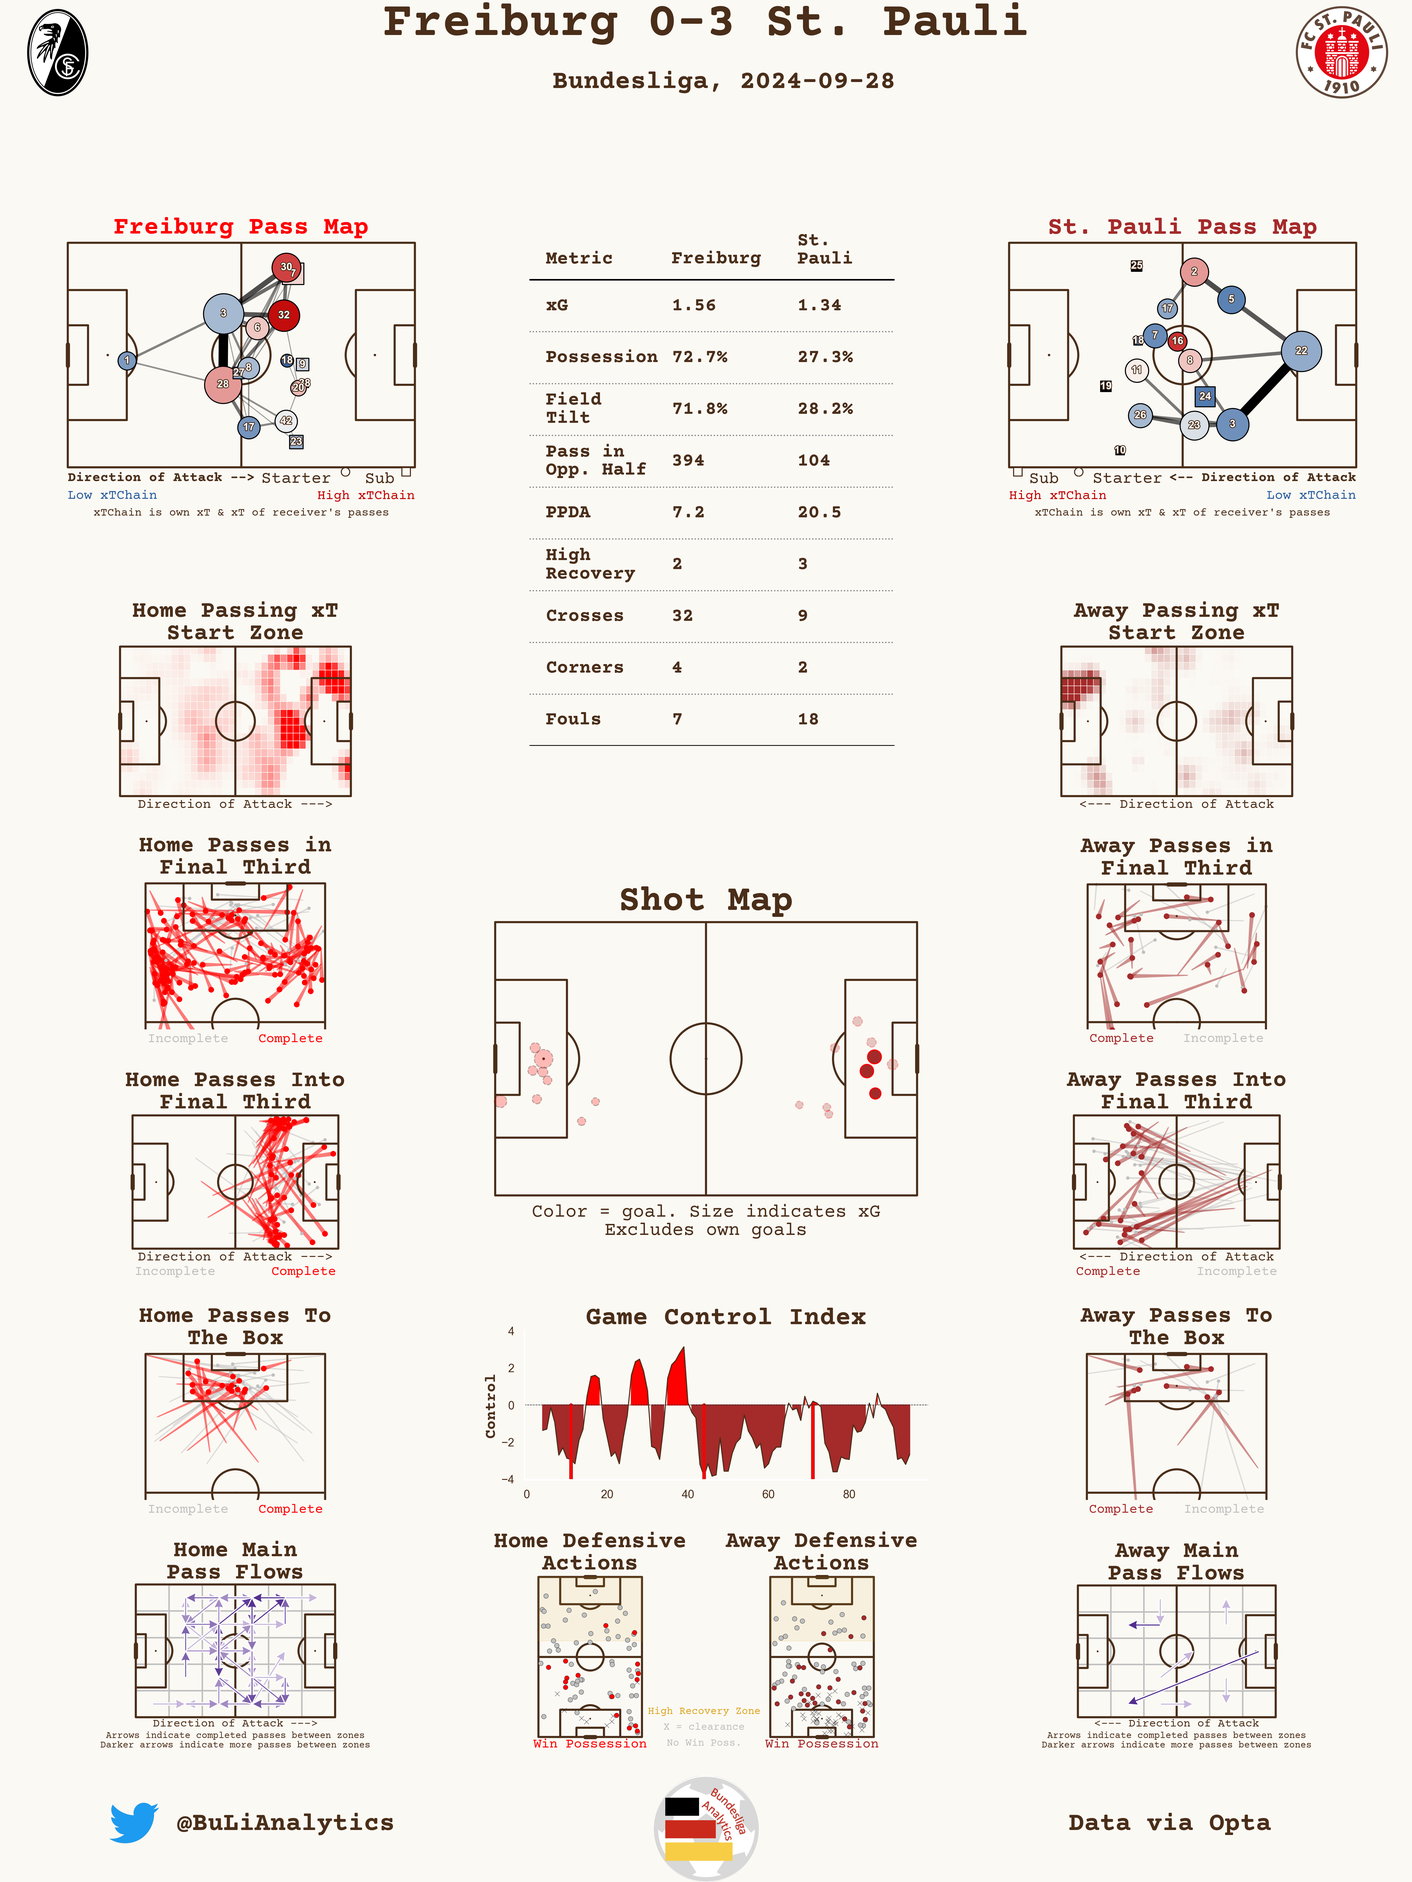 Freiburg 0-3 St. Pauli
Bundesliga, 2024-09-28
FC ST. PAULI
1910
Freiburg Pass Map
30
7
3
32
6
1
18
9
8
27
28
38
20
42
17
23
Direction of Attack --> Starter Sub
Low xTChain High xTChain
xTChain is own xT & xT of receiver's passes
Metric Freiburg St. Pauli
xG 1.56 1.34
Possession 72.7% 27.3%
Field Tilt 71.8% 28.2%
Pass in Opp. Half 394 104
PPDA 7.2 20.5
High Recovery 2 3
Crosses 32 9
Corners 4 2
Fouls 7 18
St. Pauli Pass Map
25
2
17
5
7
18
16
22
8
11
19
24
26
23
3
10
Sub Starter <-- Direction of Attack
High xTChain Low xTChain
xTChain is own xT & xT of receiver's passes
Home Passing xT
Start Zone
Direction of Attack --->
Away Passing xT
Start Zone
<--- Direction of Attack
Home Passes in
Final Third
Incomplete Complete
Away Passes in
Final Third
Complete Incomplete
Shot Map
Color = goal. Size indicates xG
Excludes own goals
Home Passes Into
Final Third
Direction of Attack --->
Incomplete Complete
Away Passes Into
Final Third
<--- Direction of Attack
Complete Incomplete
Home Passes To
The Box
Incomplete Complete
Game Control Index
Control
4
2
0
−2
−4
0 20 40 60 80
Away Passes To
The Box
Complete Incomplete
Home Main
Pass Flows
Direction of Attack --->
Arrows indicate completed passes between zones
Darker arrows indicate more passes between zones
Home Defensive
Actions
Win Possession
Away Defensive
Actions
Win Possession
High Recovery Zone
X = clearance
No Win Poss.
Away Main
Pass Flows
<--- Direction of Attack
Arrows indicate completed passes between zones
Darker arrows indicate more passes between zones
@BuLiAnalytics
Bundesliga
Analytics
Data via Opta